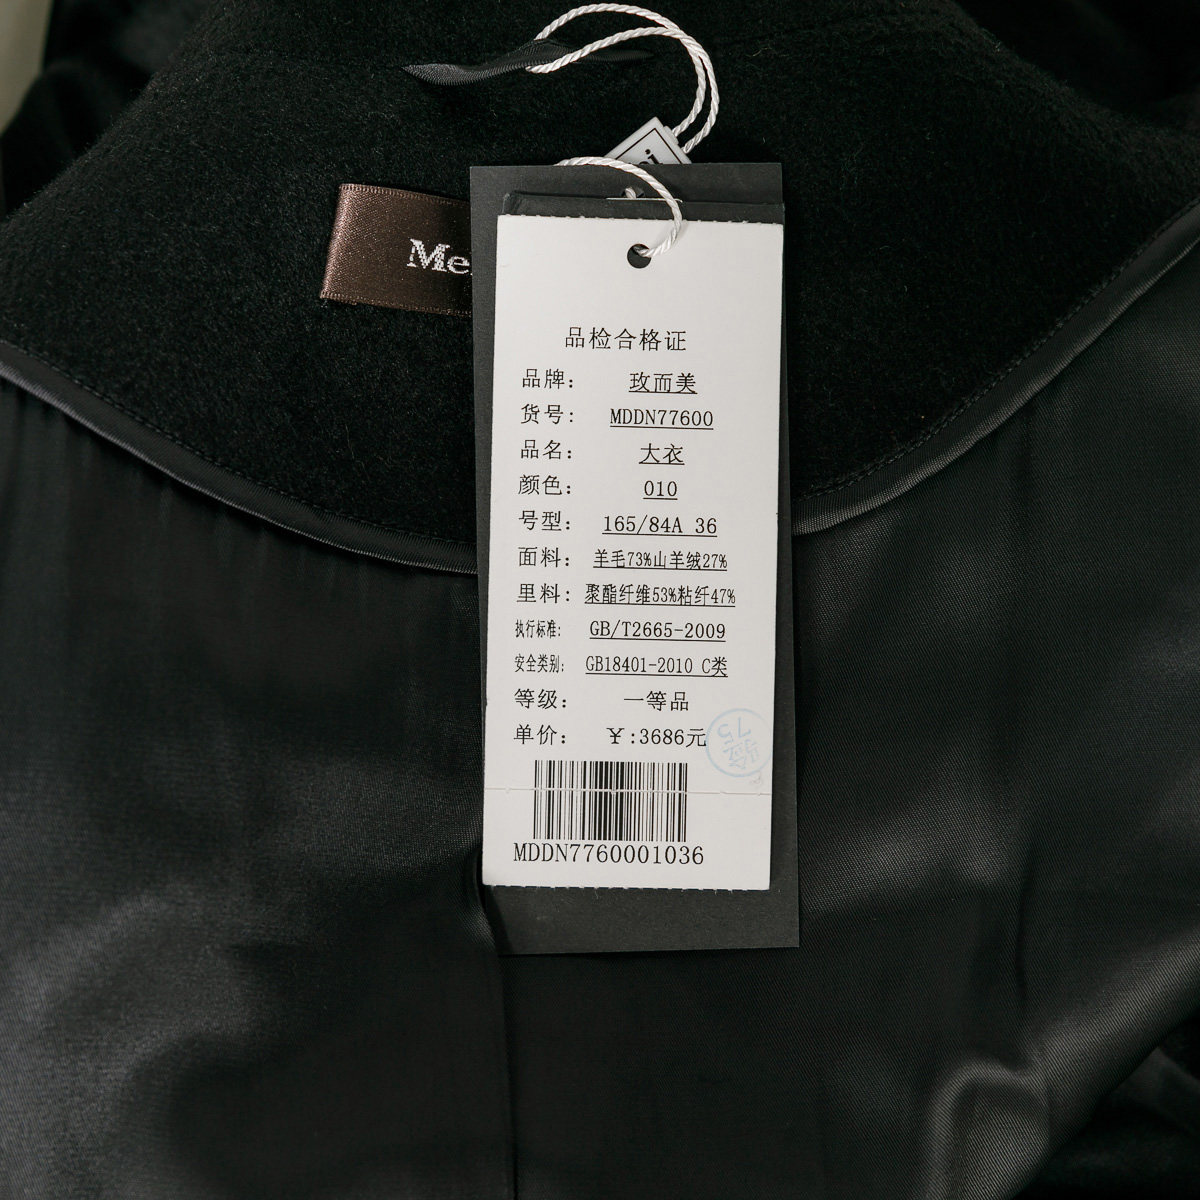 Me
品检合格证
品牌： 玫而美
货号： MDDN77600
品名： 大衣
颜色： 010
号型： 165/84A 36
面料： 羊毛73%山羊绒27%
里料： 聚酯纤维53%粘纤47%
执行标准： GB/T2665-2009
安全类别： GB18401-2010 C类
等级： 一等品
单价： ￥:3686元
验
75
MDDN7760001036